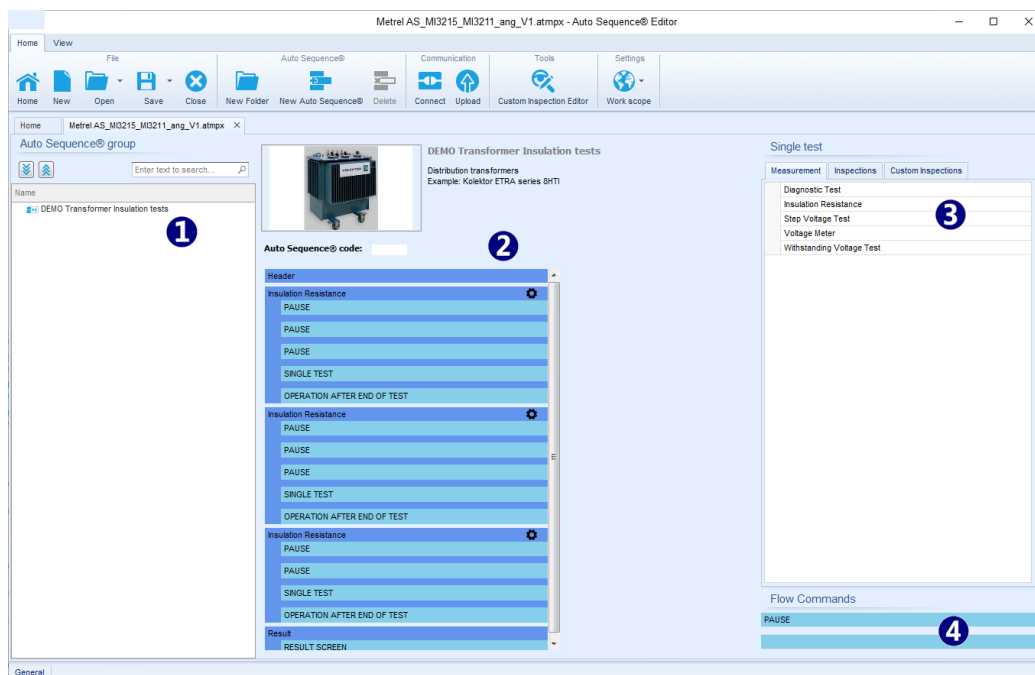 Metrel AS_MI3215_MI3211_ang_V1.atmpx - Auto Sequence® Editor
Home View
File Auto Sequence® Communication Tools Settings
Home New Open Save Close New Folder New Auto Sequence® Delete Connect Upload Custom Inspection Editor Work scope
Home Metrel AS_MI3215_MI3211_ang_V1.atmpx
Auto Sequence® group
Enter text to search...
Name
DEMO Transformer Insulation tests
1
DEMO Transformer Insulation tests
Distribution transformers
Example: Kolektor ETRA series 8HTI
Auto Sequence® code:
2
Header
Insulation Resistance
PAUSE
PAUSE
PAUSE
SINGLE TEST
OPERATION AFTER END OF TEST
Insulation Resistance
PAUSE
PAUSE
PAUSE
SINGLE TEST
OPERATION AFTER END OF TEST
Insulation Resistance
PAUSE
PAUSE
SINGLE TEST
OPERATION AFTER END OF TEST
Result
RESULT SCREEN
Single test
Measurement Inspections Custom Inspections
Diagnostic Test
Insulation Resistance
Step Voltage Test
Voltage Meter
Withstanding Voltage Test
3
Flow Commands
PAUSE
4
General